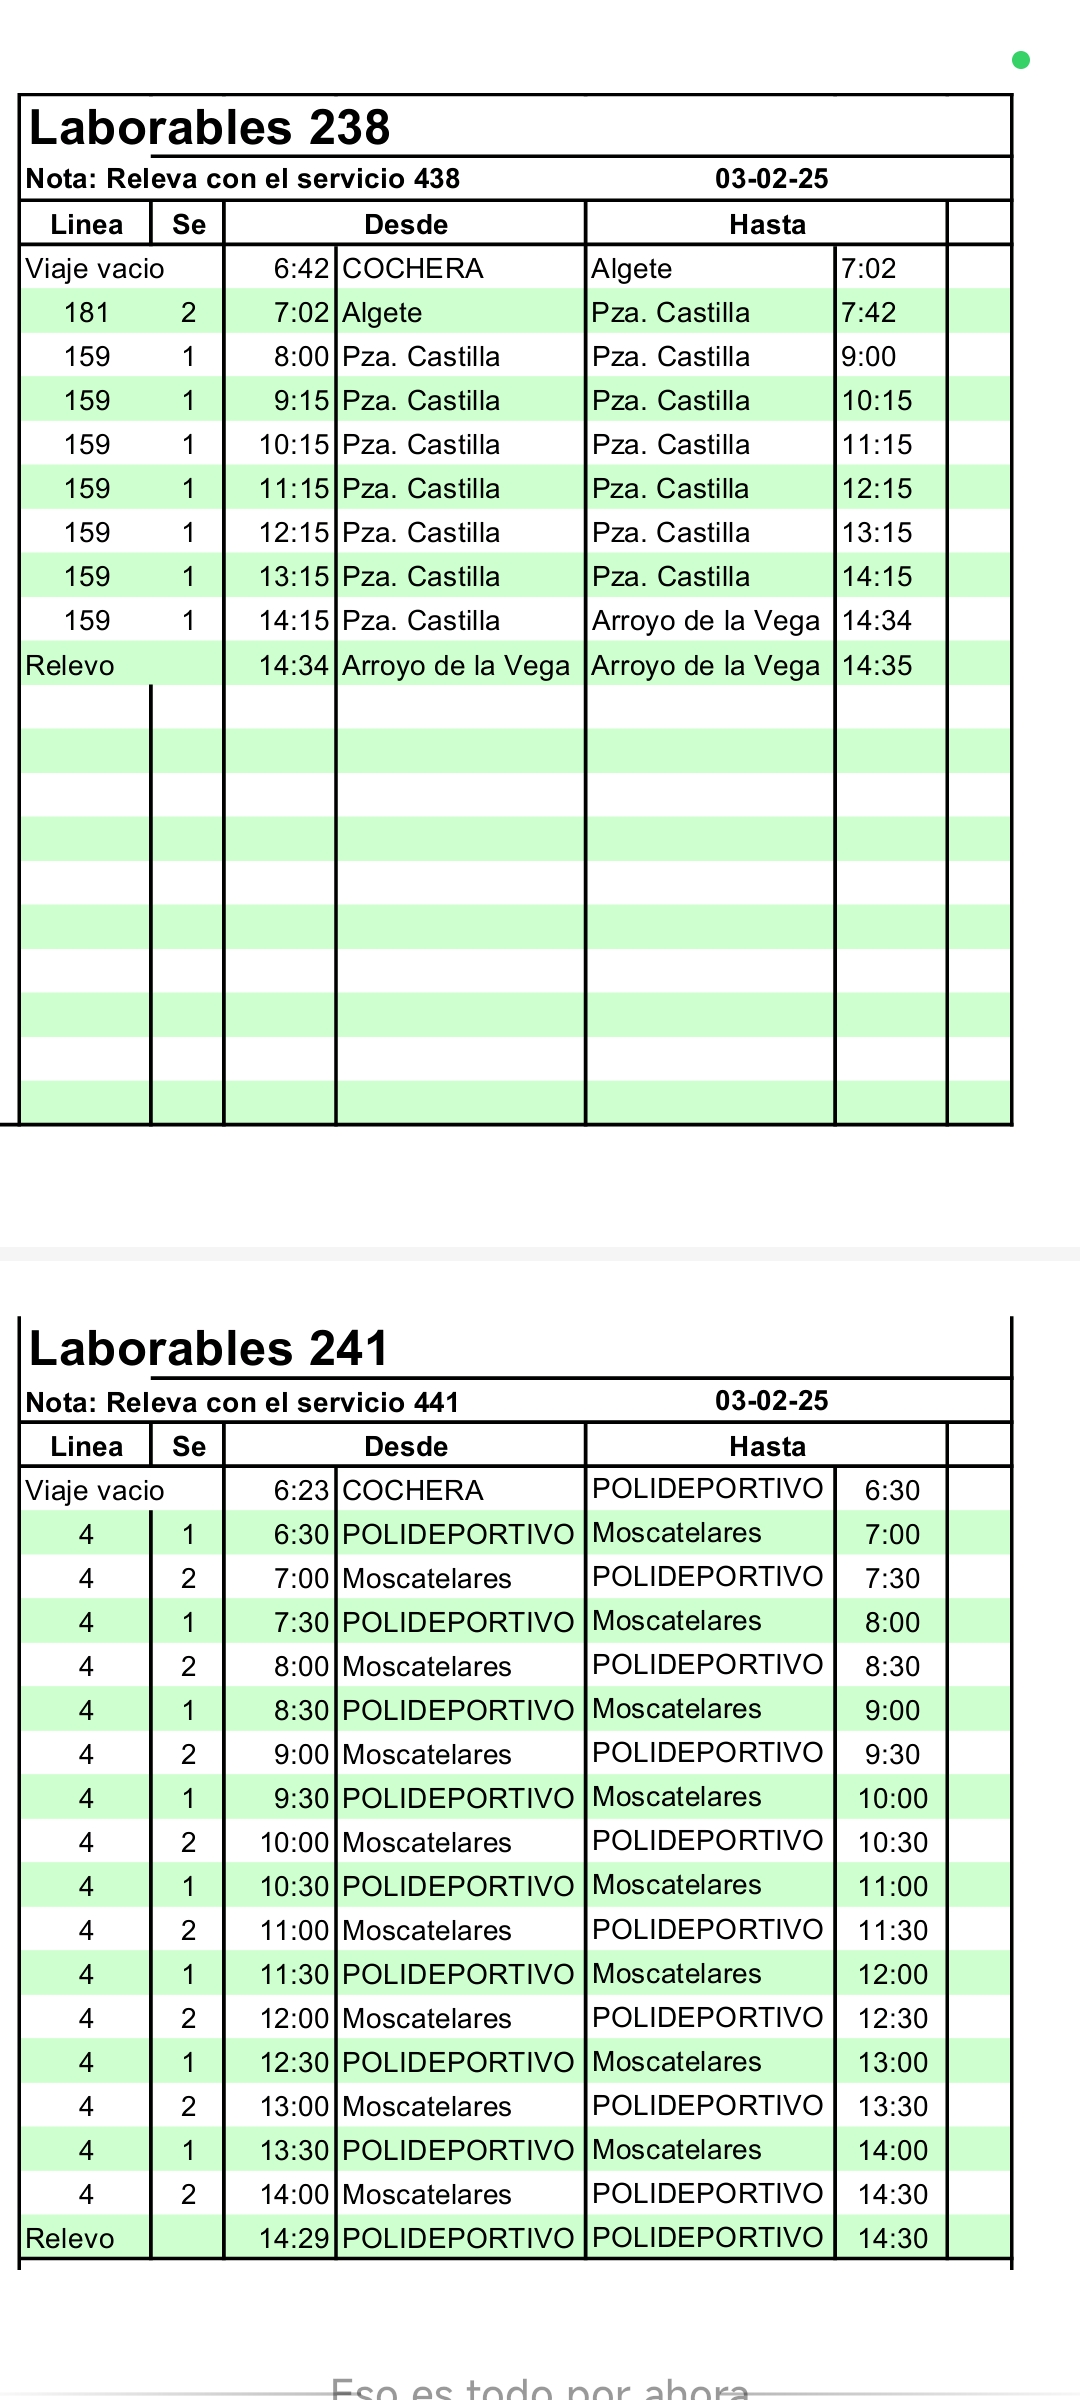 Laborables 238
Nota: Releva con el servicio 438 03-02-25
Linea Se Desde Hasta
Viaje vacio 6:42 COCHERA Algete 7:02
181 2 7:02 Algete Pza. Castilla 7:42
159 1 8:00 Pza. Castilla Pza. Castilla 9:00
159 1 9:15 Pza. Castilla Pza. Castilla 10:15
159 1 10:15 Pza. Castilla Pza. Castilla 11:15
159 1 11:15 Pza. Castilla Pza. Castilla 12:15
159 1 12:15 Pza. Castilla Pza. Castilla 13:15
159 1 13:15 Pza. Castilla Pza. Castilla 14:15
159 1 14:15 Pza. Castilla Arroyo de la Vega 14:34
Relevo 14:34 Arroyo de la Vega Arroyo de la Vega 14:35
Laborables 241
Nota: Releva con el servicio 441 03-02-25
Linea Se Desde Hasta
Viaje vacio 6:23 COCHERA POLIDEPORTIVO 6:30
4 1 6:30 POLIDEPORTIVO Moscatelares 7:00
4 2 7:00 Moscatelares POLIDEPORTIVO 7:30
4 1 7:30 POLIDEPORTIVO Moscatelares 8:00
4 2 8:00 Moscatelares POLIDEPORTIVO 8:30
4 1 8:30 POLIDEPORTIVO Moscatelares 9:00
4 2 9:00 Moscatelares POLIDEPORTIVO 9:30
4 1 9:30 POLIDEPORTIVO Moscatelares 10:00
4 2 10:00 Moscatelares POLIDEPORTIVO 10:30
4 1 10:30 POLIDEPORTIVO Moscatelares 11:00
4 2 11:00 Moscatelares POLIDEPORTIVO 11:30
4 1 11:30 POLIDEPORTIVO Moscatelares 12:00
4 2 12:00 Moscatelares POLIDEPORTIVO 12:30
4 1 12:30 POLIDEPORTIVO Moscatelares 13:00
4 2 13:00 Moscatelares POLIDEPORTIVO 13:30
4 1 13:30 POLIDEPORTIVO Moscatelares 14:00
4 2 14:00 Moscatelares POLIDEPORTIVO 14:30
Relevo 14:29 POLIDEPORTIVO POLIDEPORTIVO 14:30
Eso es todo por ahora